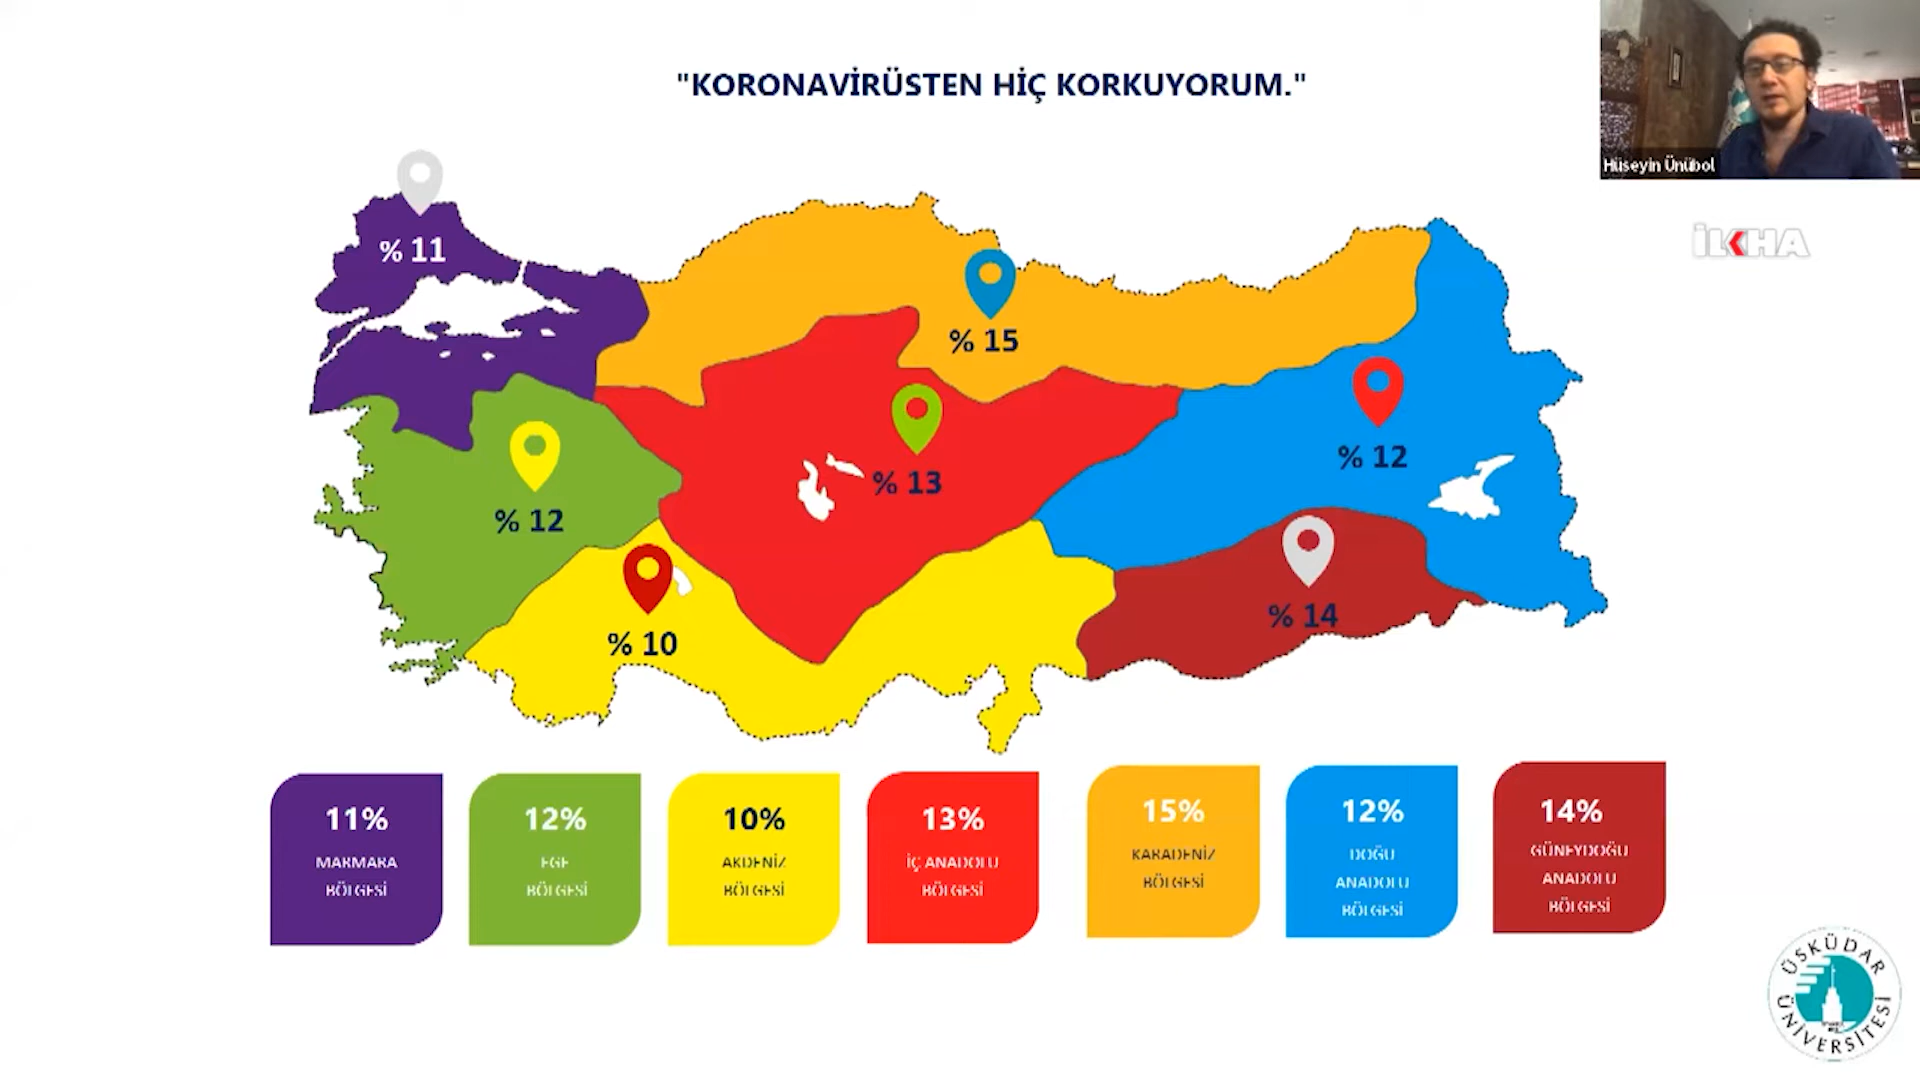 "KORONAVİRÜSTEN HİÇ KORKUYORUM."
Hüseyin Ünübol
İLKHA
% 11
% 15
% 12
% 13
% 12
% 10
% 14
11%
MARMARA
BÖLGESİ
12%
EGE
BÖLGESİ
10%
AKDENİZ
BÖLGESİ
13%
İÇ ANADOLU
BÖLGESİ
15%
KARADENİZ
BÖLGESİ
12%
DOĞU
ANADOLU
BÖLGESİ
14%
GÜNEYDOĞU
ANADOLU
BÖLGESİ
ÜSKÜDAR
ÜNİVERSİTESİ